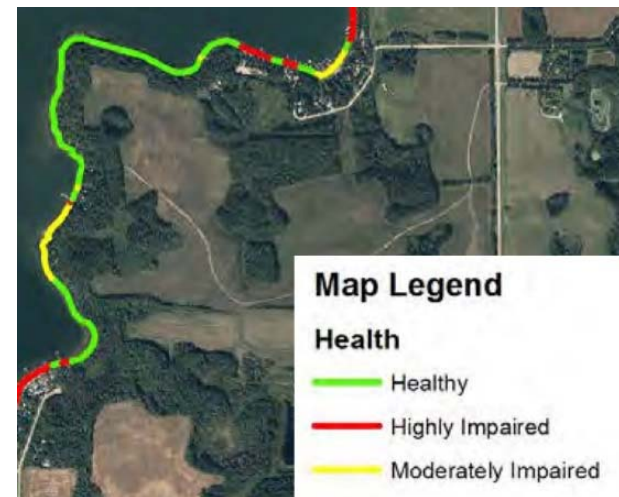 Map Legend
Health
Healthy
Highly Impaired
Moderately Impaired